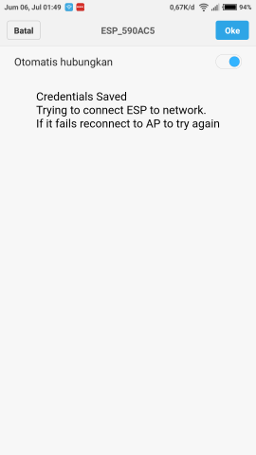 Jum 06, Jul 01:49 0,67K/d 94%
Batal ESP_590AC5 Oke
Otomatis hubungkan
Credentials Saved
Trying to connect ESP to network.
If it fails reconnect to AP to try again